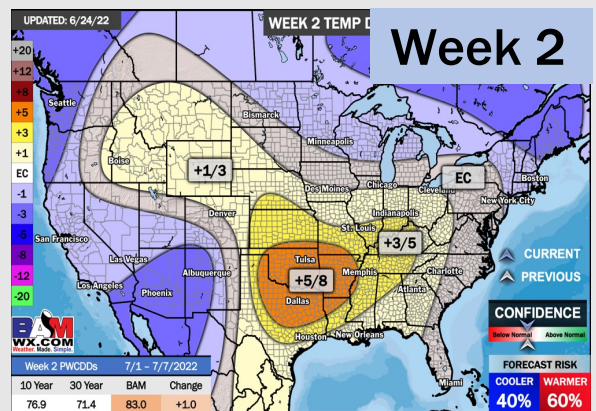 UPDATED: 6/24/22
WEEK 2 TEMP D
Week 2
+20
+12
+8
+5
+3
+1
EC
-1
-3
-5
-8
-12
-20
Seattle
Bismarck
Minneapolis
Boise
+1/3
EC
Boston
Des Moines
Chicago
Cleveland
New York City
Denver
Indianapolis
St. Louis
San Francisco
+3/5
Las Vegas
Tulsa
CURRENT
Albuquerque
+5/8
Memphis
Charlotte
PREVIOUS
Los Angeles
Phoenix
Dallas
Atlanta
CONFIDENCE
Below Normal
Above Normal
Houston
New Orleans
BAM
WX.COM
Weather. Made. Simple.
Week 2 PWCDDs 7/1 – 7/7/2022
10 Year 30 Year BAM Change
76.9 71.4 83.0 +1.0
Miami
FORECAST RISK
COOLER WARMER
40% 60%